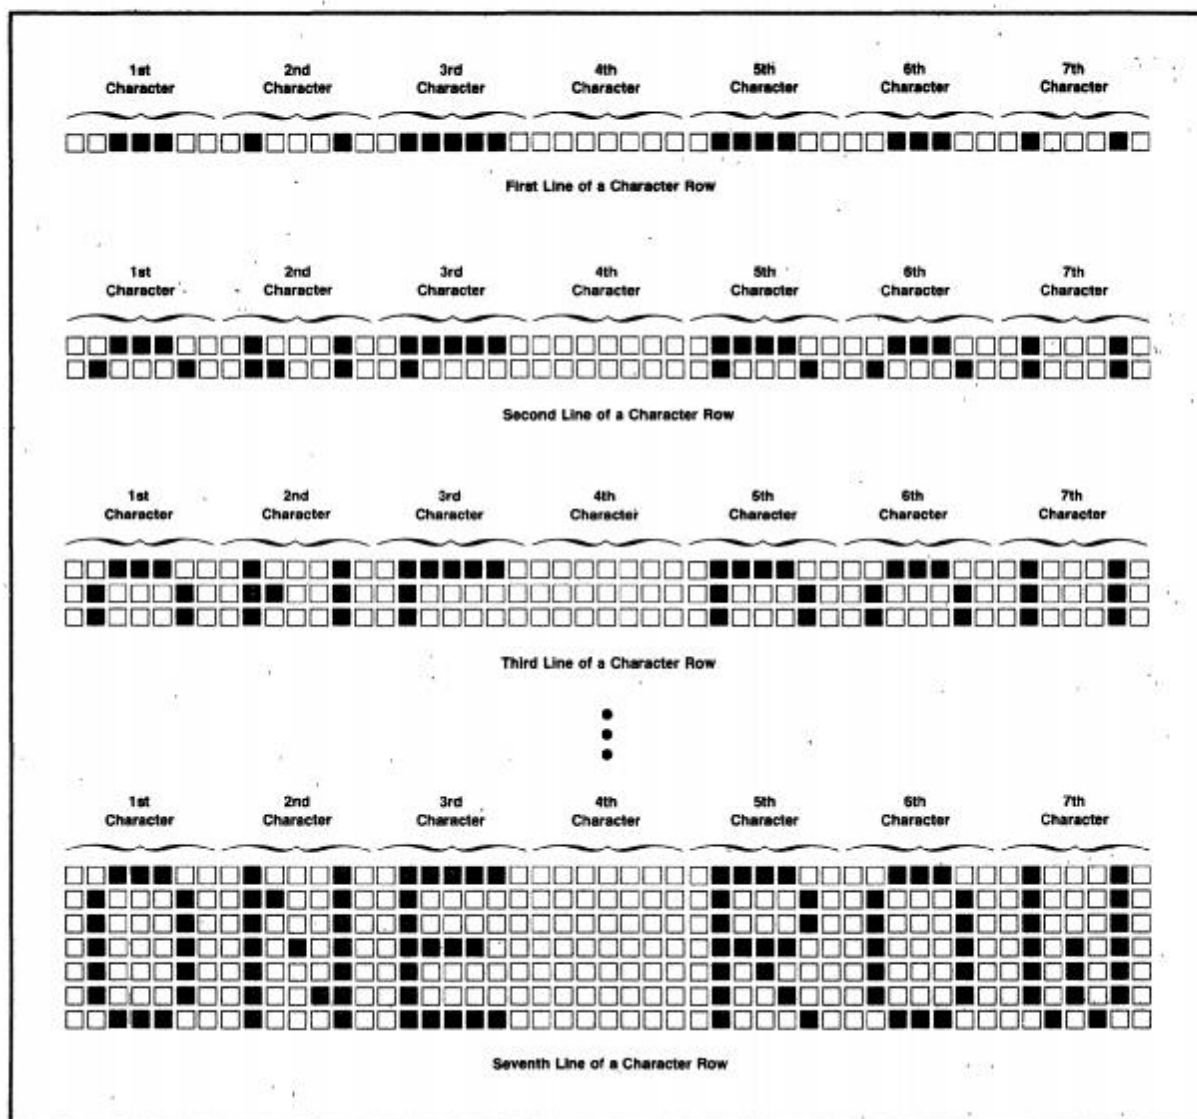 1st 2nd 3rd 4th 5th 6th 7th
Character Character Character Character Character Character Character
First Line of a Character Row
1st 2nd 3rd 4th 5th 6th 7th
Character Character Character Character Character Character Character
Second Line of a Character Row
1st 2nd 3rd 4th 5th 6th 7th
Character Character Character Character Character Character Character
Third Line of a Character Row
1st 2nd 3rd 4th 5th 6th 7th
Character Character Character Character Character Character Character
ONE ROW
Seventh Line of a Character Row